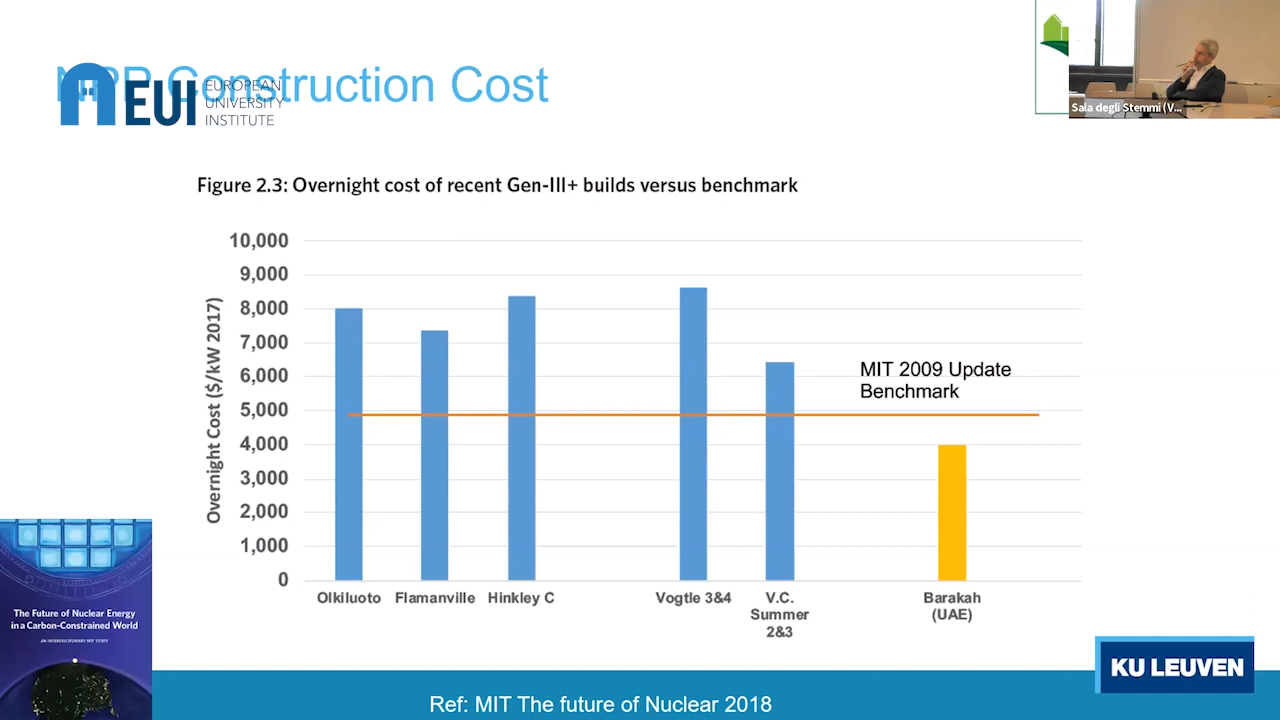 NPP Construction Cost
EUI
EUROPEAN
UNIVERSITY
INSTITUTE
Sala degli Stemmi (V...
Figure 2.3: Overnight cost of recent Gen-III+ builds versus benchmark
Overnight Cost ($/kW 2017)
10,000
9,000
8,000
7,000
6,000
5,000
4,000
3,000
2,000
1,000
0
MIT 2009 Update
Benchmark
Olkiluoto
Flamanville
Hinkley C
Vogtle 3&4
V.C.
Summer
2&3
Barakah
(UAE)
The Future of Nuclear Energy
in a Carbon-Constrained World
AN INTERDISCIPLINARY MIT STUDY
KU LEUVEN
Ref: MIT The future of Nuclear 2018